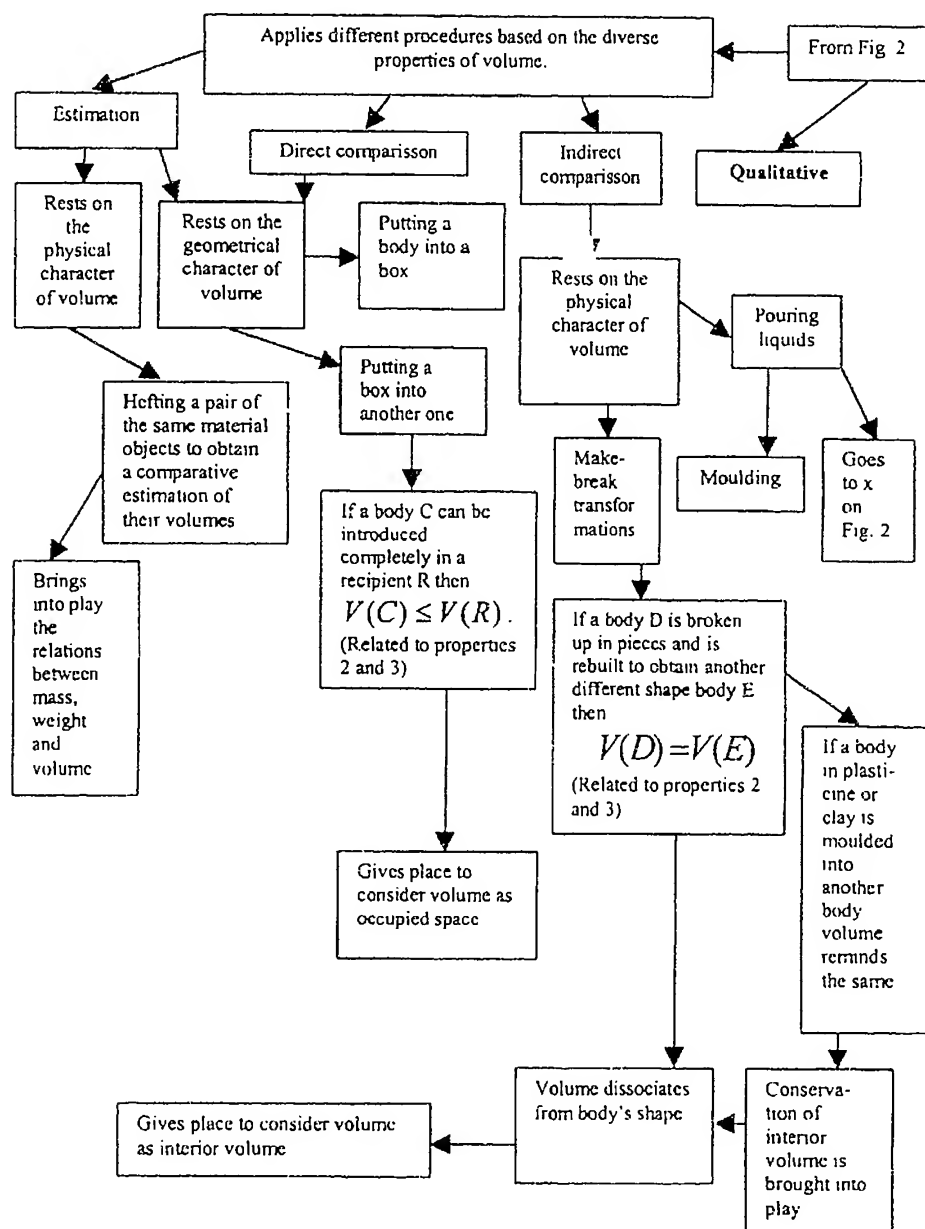 Applies different procedures based on the diverse
properties of volume.
From Fig 2
Estimation
Direct comparisson
Indirect
comparisson
Qualitative
Rests on
the
physical
character
of volume
Rests on the
geometrical
character of
volume
Putting a
body into a
box
Rests on the
physical
character of
volume
Pouring
liquids
Putting a
box into
another one
Hefting a pair of
the same material
objects to obtain
a comparative
estimation of
their volumes
Make-
break
transfor
mations
Moulding
Goes
to x
on
Fig. 2
If a body C can be
introduced
completely in a
recipient R then
V(C) ≤ V(R).
(Related to properties
2 and 3)
Brings
into play
the
relations
between
mass,
weight
and
volume
If a body D is broken
up in pieces and is
rebuilt to obtain another
different shape body E
then
V(D)=V(E)
(Related to properties 2
and 3)
If a body
in plasti-
cine or
clay is
moulded
into
another
body
volume
reminds
the same
Gives place to
consider volume as
occupied space
Volume dissociates
from body's shape
Conserva-
tion of
interior
volume is
brought into
play
Gives place to consider volume
as interior volume